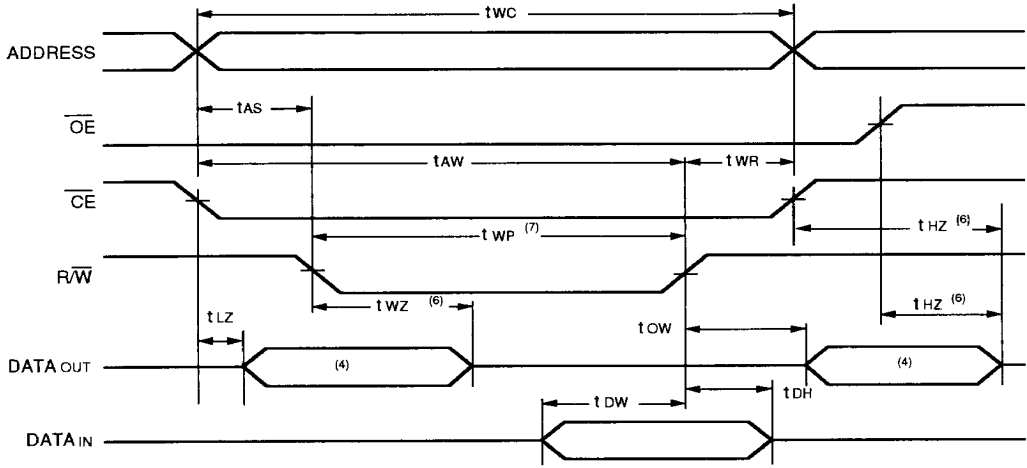 tWC
ADDRESS
tAS
OE
tAW
tWR
CE
tWP (7)
tHZ (6)
R/W
tWZ (6)
tLZ
tOW
tHZ (6)
DATA OUT
(4)
(4)
tDW
tDH
DATA IN